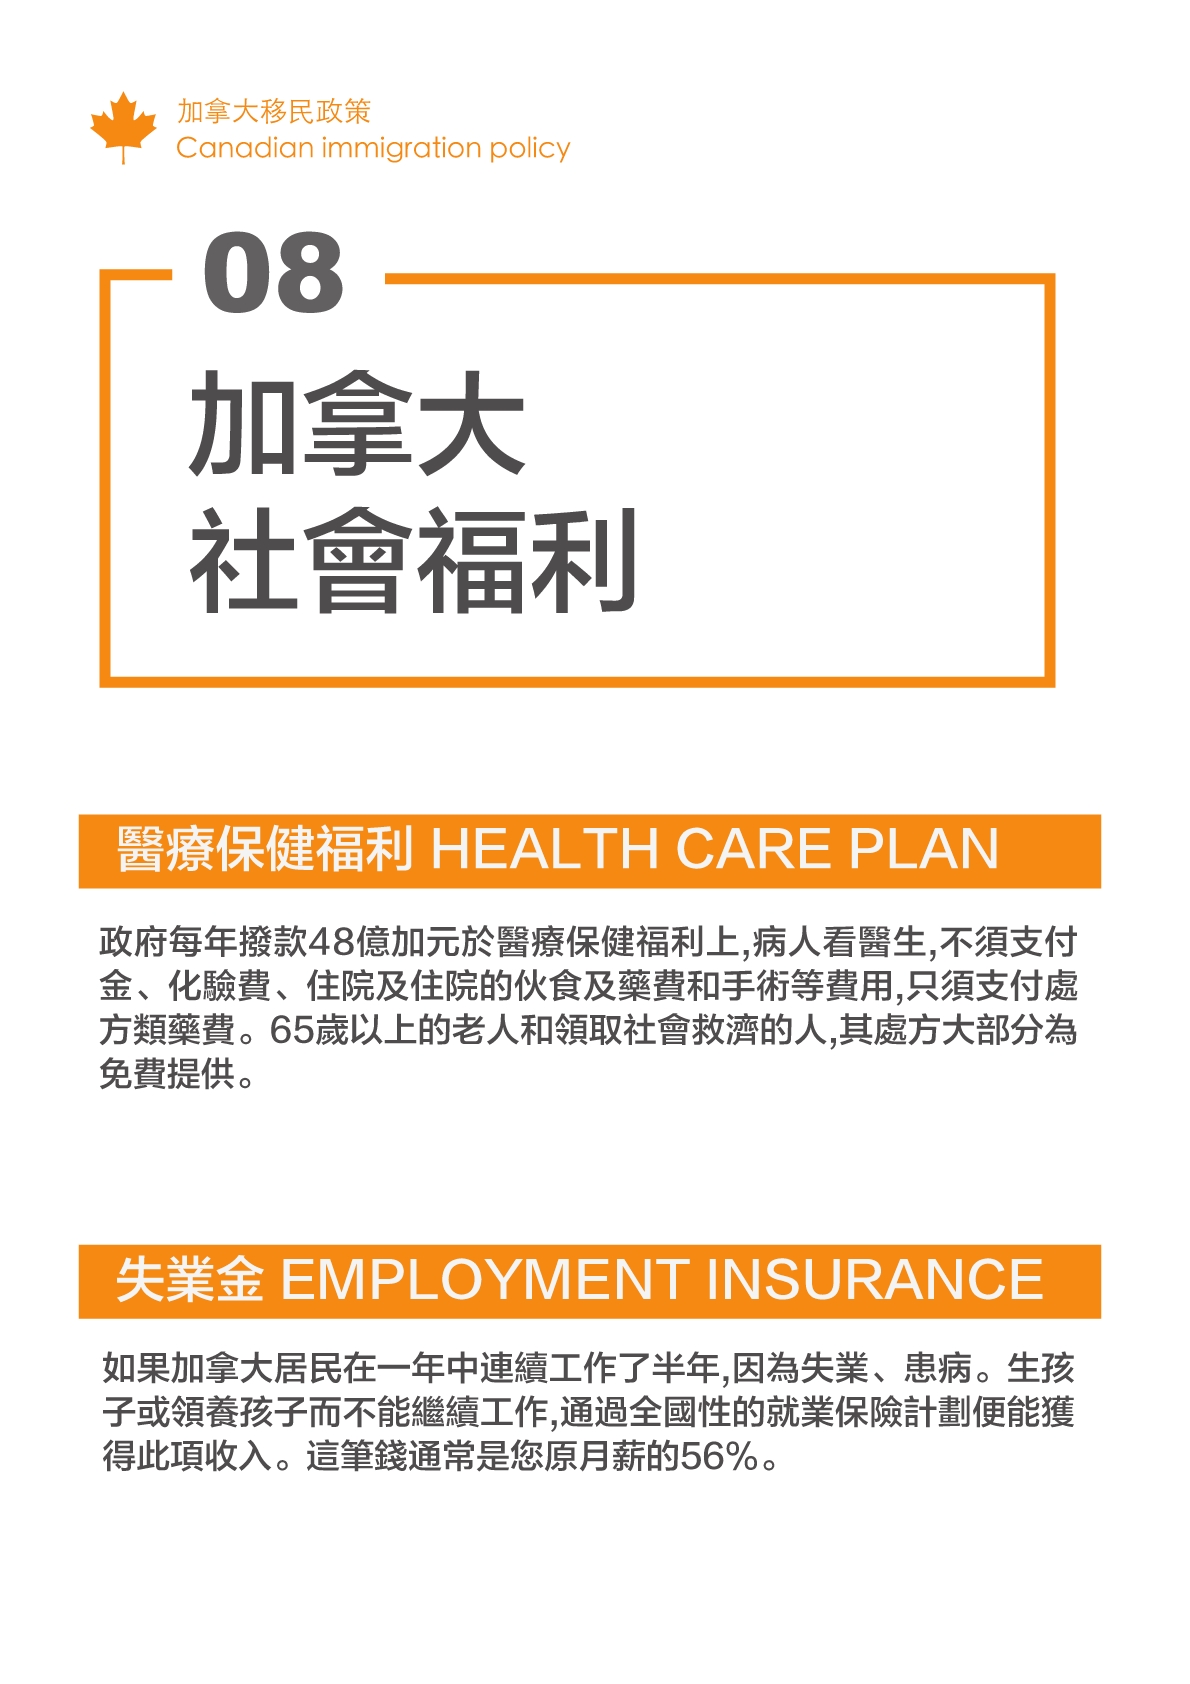 加拿大移民政策
Canadian immigration policy
08
加拿大
社會福利
醫療保健福利 HEALTH CARE PLAN
政府每年撥款48億加元於醫療保健福利上,病人看醫生,不須支付
金、化驗費、住院及住院的伙食及藥費和手術等費用,只須支付處
方類藥費。65歲以上的老人和領取社會救濟的人,其處方大部分為
免費提供。
失業金 EMPLOYMENT INSURANCE
如果加拿大居民在一年中連續工作了半年,因為失業、患病。生孩
子或領養孩子而不能繼續工作,通過全國性的就業保險計劃便能獲
得此項收入。這筆錢通常是您原月薪的56%。